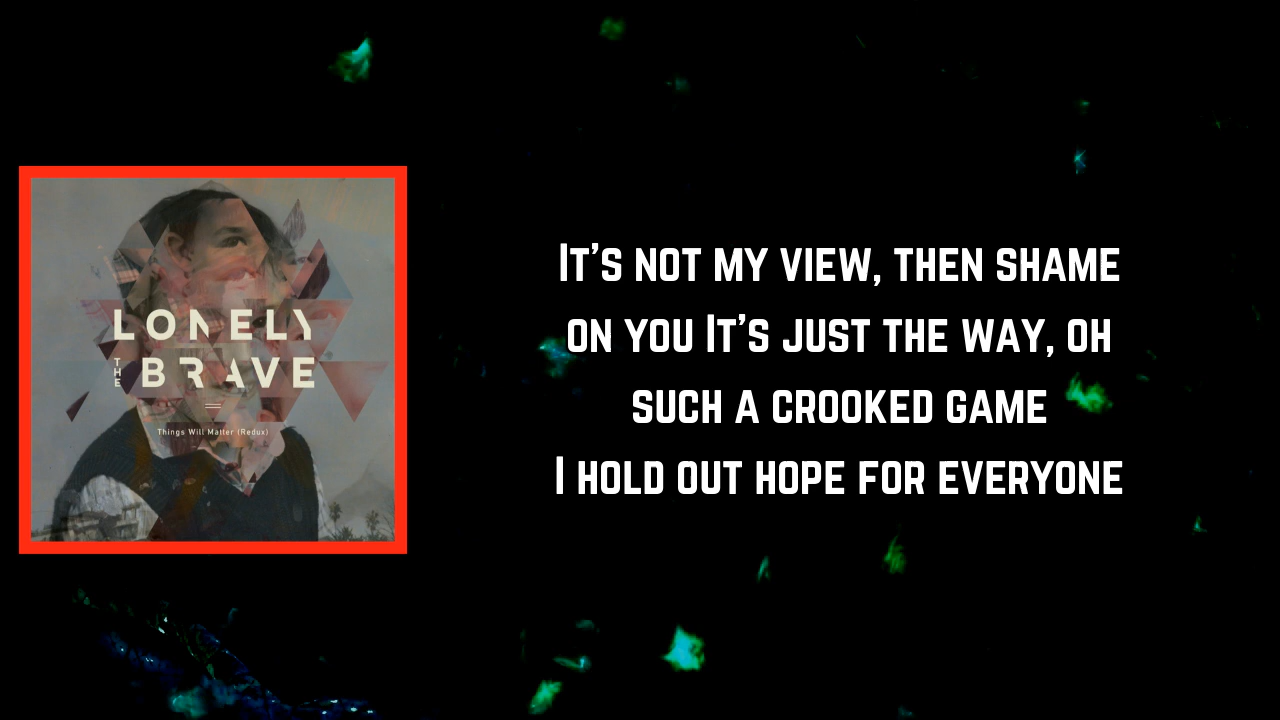 LONELY
THE
BRAVE
Things Will Matter (Redux)
It's not my view, then shame
on you It's just the way, oh
such a crooked game
I hold out hope for everyone